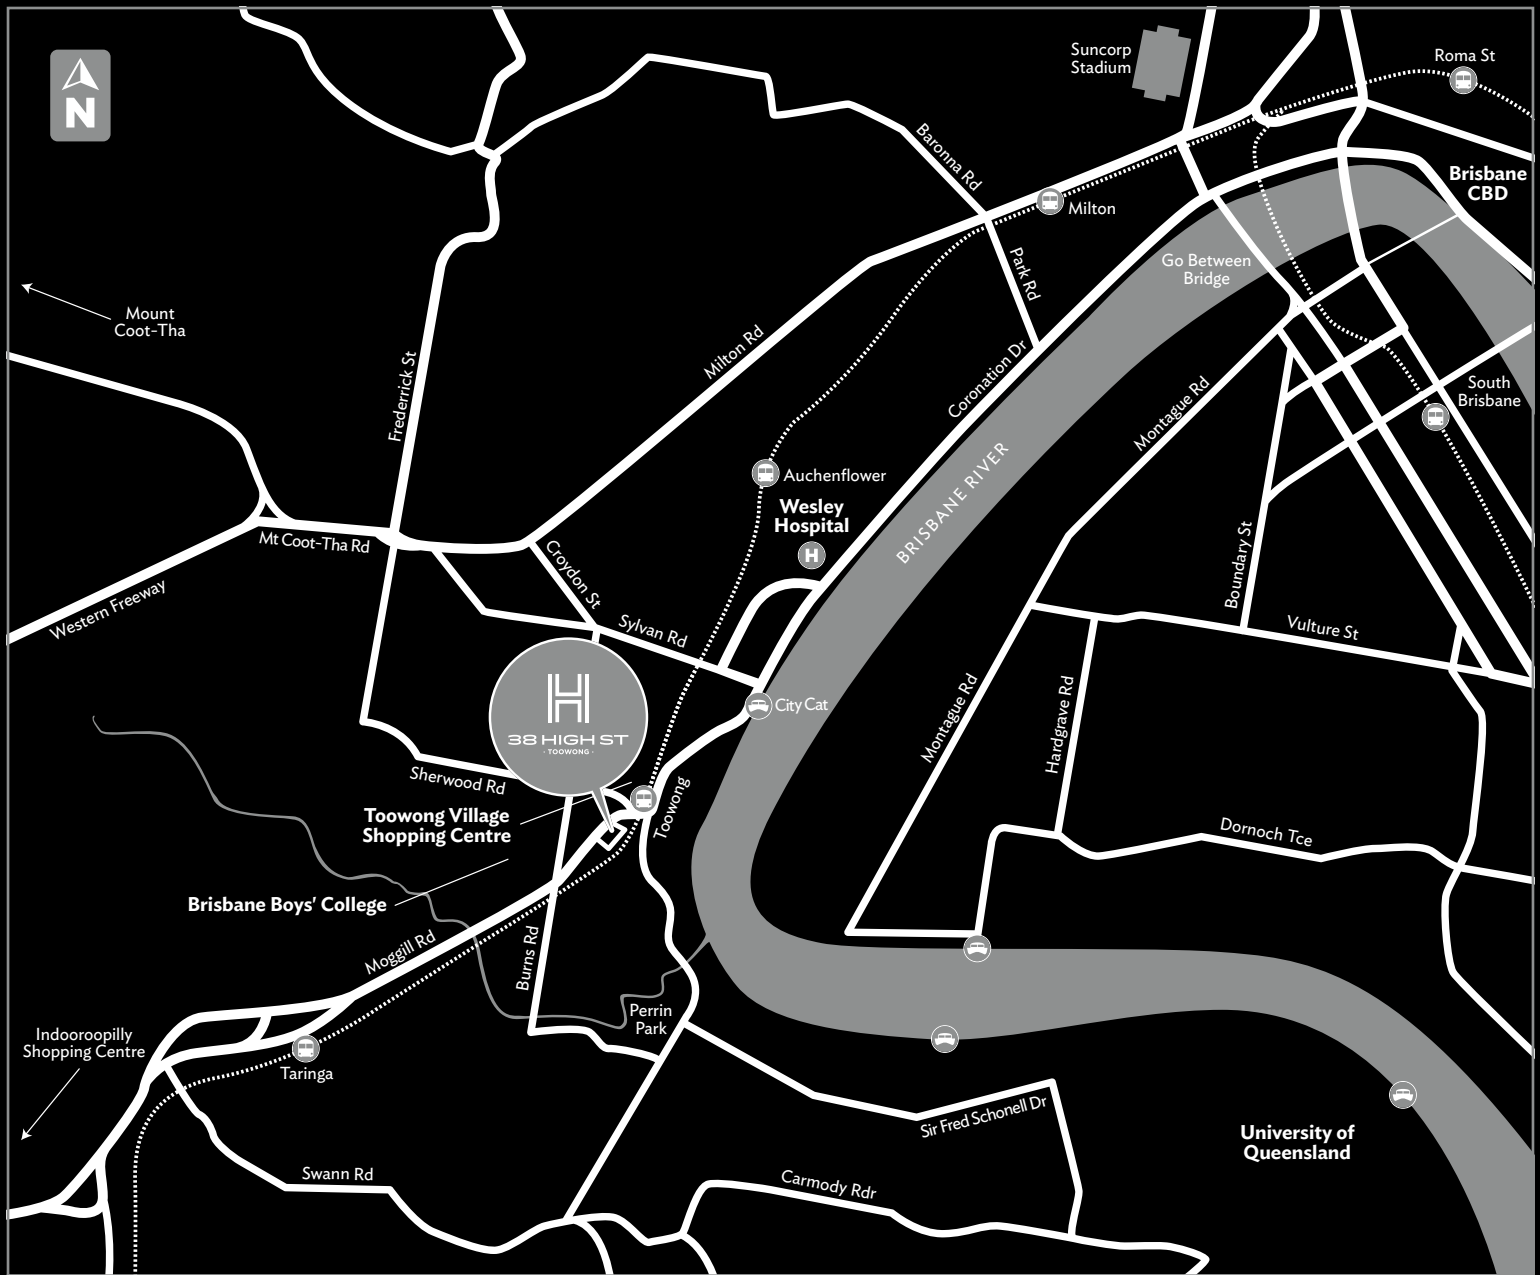 Suncorp
Stadium
Roma St
N
Baronna Rd
Brisbane
CBD
Milton
Park Rd
Go Between
Bridge
Mount
Coot-Tha
Milton Rd
Frederrick St
Coronation Dr
Montague Rd
South
Brisbane
Auchenflower
Wesley
Hospital
H
BRISBANE RIVER
Mt Coot-Tha Rd
Croydon St
Western Freeway
Boundary St
Sylvan Rd
Vulture St
H
38 HIGH ST
- TOOWONG -
City Cat
Montague Rd
Hardgrave Rd
Sherwood Rd
Toowong
Toowong Village
Shopping Centre
Dornoch Tce
Brisbane Boys' College
Moggill Rd
Burns Rd
Perrin
Park
Indooroopilly
Shopping Centre
Taringa
Sir Fred Schonell Dr
University of
Queensland
Swann Rd
Carmody Rdr